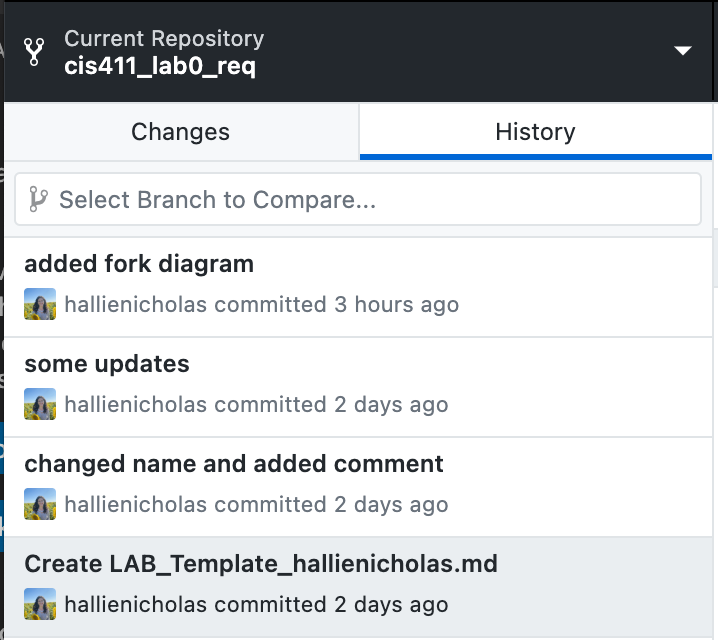 Current Repository
cis411_lab0_req
Changes
History
Select Branch to Compare...
added fork diagram
hallienicholas committed 3 hours ago
some updates
hallienicholas committed 2 days ago
changed name and added comment
hallienicholas committed 2 days ago
Create LAB_Template_hallienicholas.md
hallienicholas committed 2 days ago